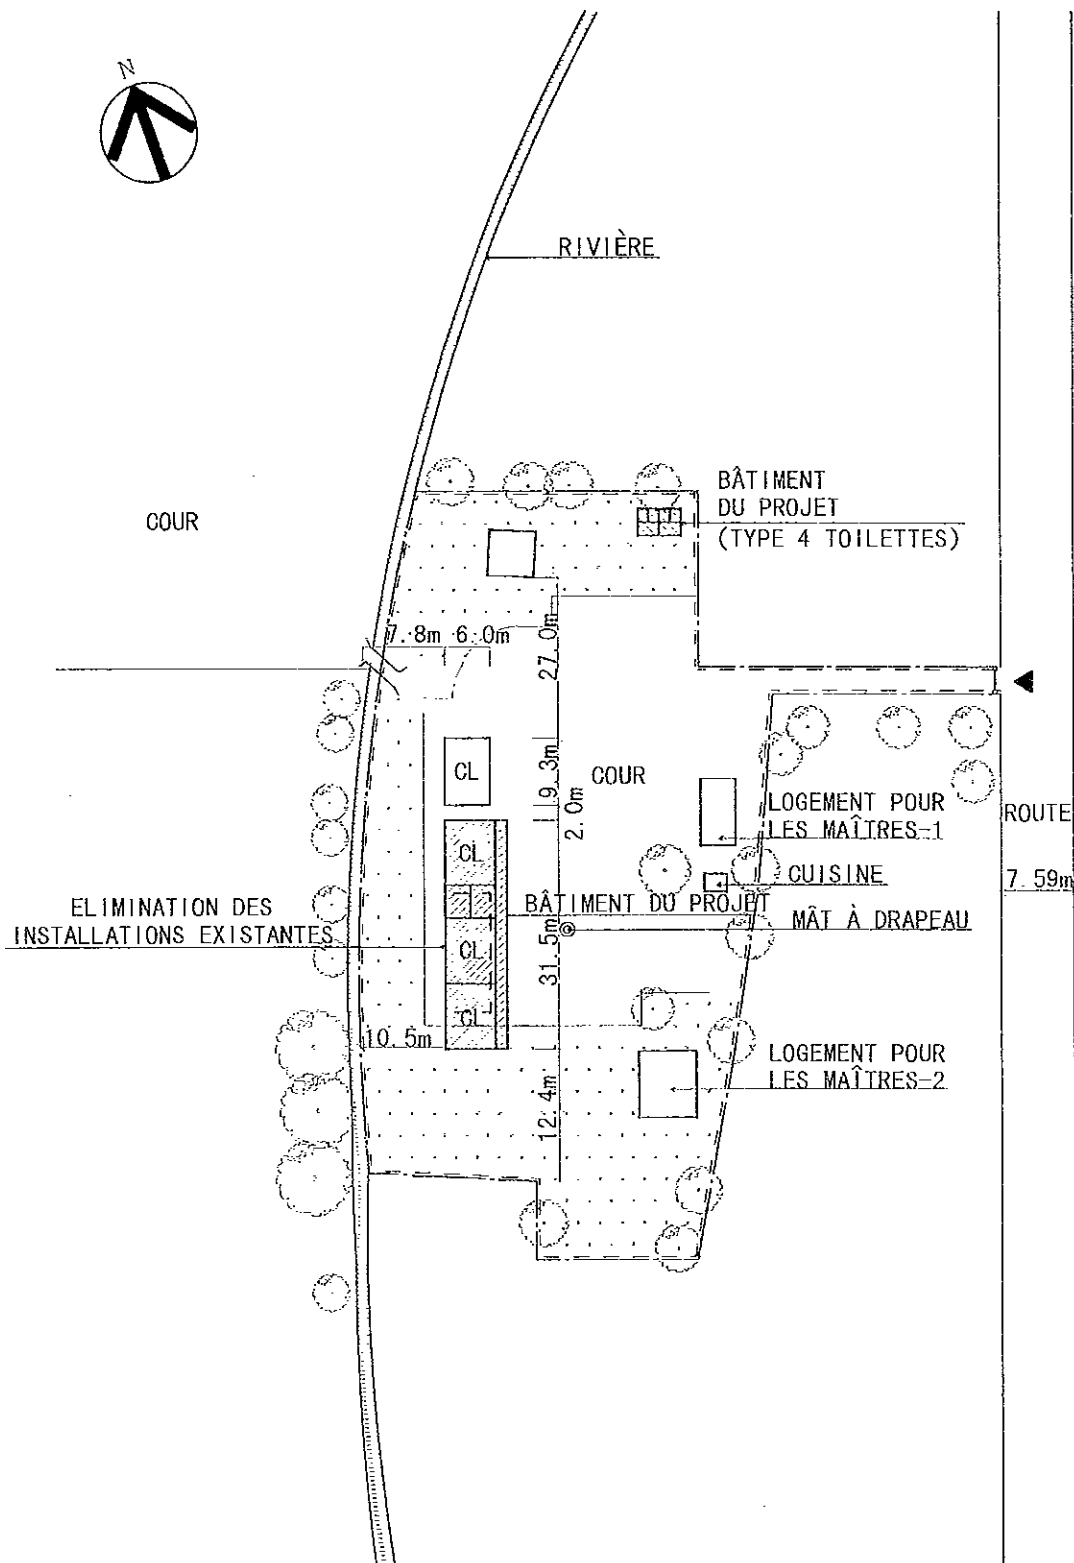 N
RIVIÈRE
BÂTIMENT
DU PROJET
(TYPE 4 TOILETTES)
COUR
7.8m
6.0m
27.0m
CL
9.3m
COUR
2.0m
LOGEMENT POUR
LES MAÎTRES-1
ROUTE
CL
CUISINE
7.59m
ELIMINATION DES
INSTALLATIONS EXISTANTES
BÂTIMENT DU PROJET
MÂT À DRAPEAU
CL
31.5m
CL
10.5m
LOGEMENT POUR
LES MAÎTRES-2
12.4m